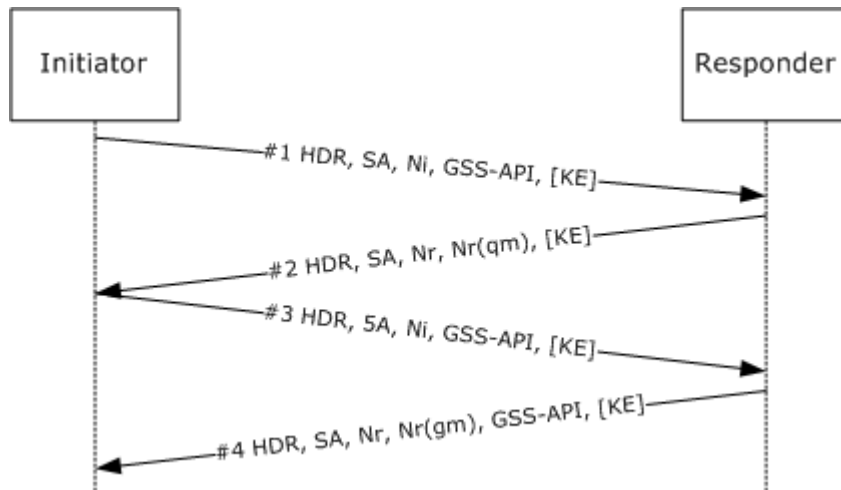 Initiator
Responder
#1 HDR, SA, Ni, GSS-API, [KE]
#2 HDR, SA, Nr, Nr(qm), [KE]
#3 HDR, 5A, Ni, GSS-API, [KE]
#4 HDR, SA, Nr, Nr(gm), GSS-API, [KE]